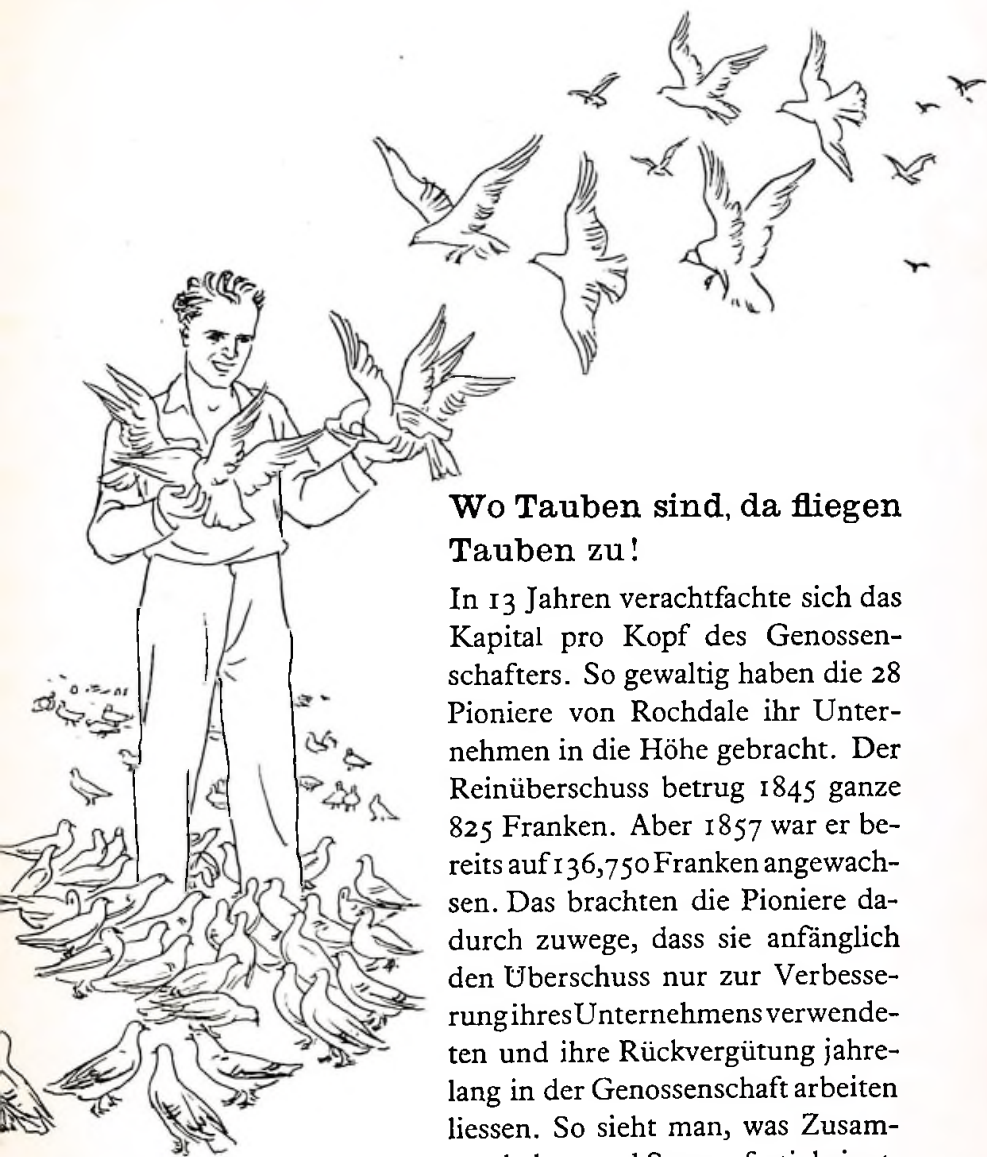 Wo Tauben sind, da fliegen
Tauben zu!
In 13 Jahren verachtfachte sich das
Kapital pro Kopf des Genossen-
schafters. So gewaltig haben die 28
Pioniere von Rochdale ihr Unter-
nehmen in die Höhe gebracht. Der
Reinüberschuss betrug 1845 ganze
825 Franken. Aber 1857 war er be-
reits auf 136,750 Franken angewach-
sen. Das brachten die Pioniere da-
durch zuwege, dass sie anfänglich
den Überschuss nur zur Verbesse-
rung ihres Unternehmens verwende-
ten und ihre Rückvergütung jahre-
lang in der Genossenschaft arbeiten
liessen. So sieht man, was Zusam-